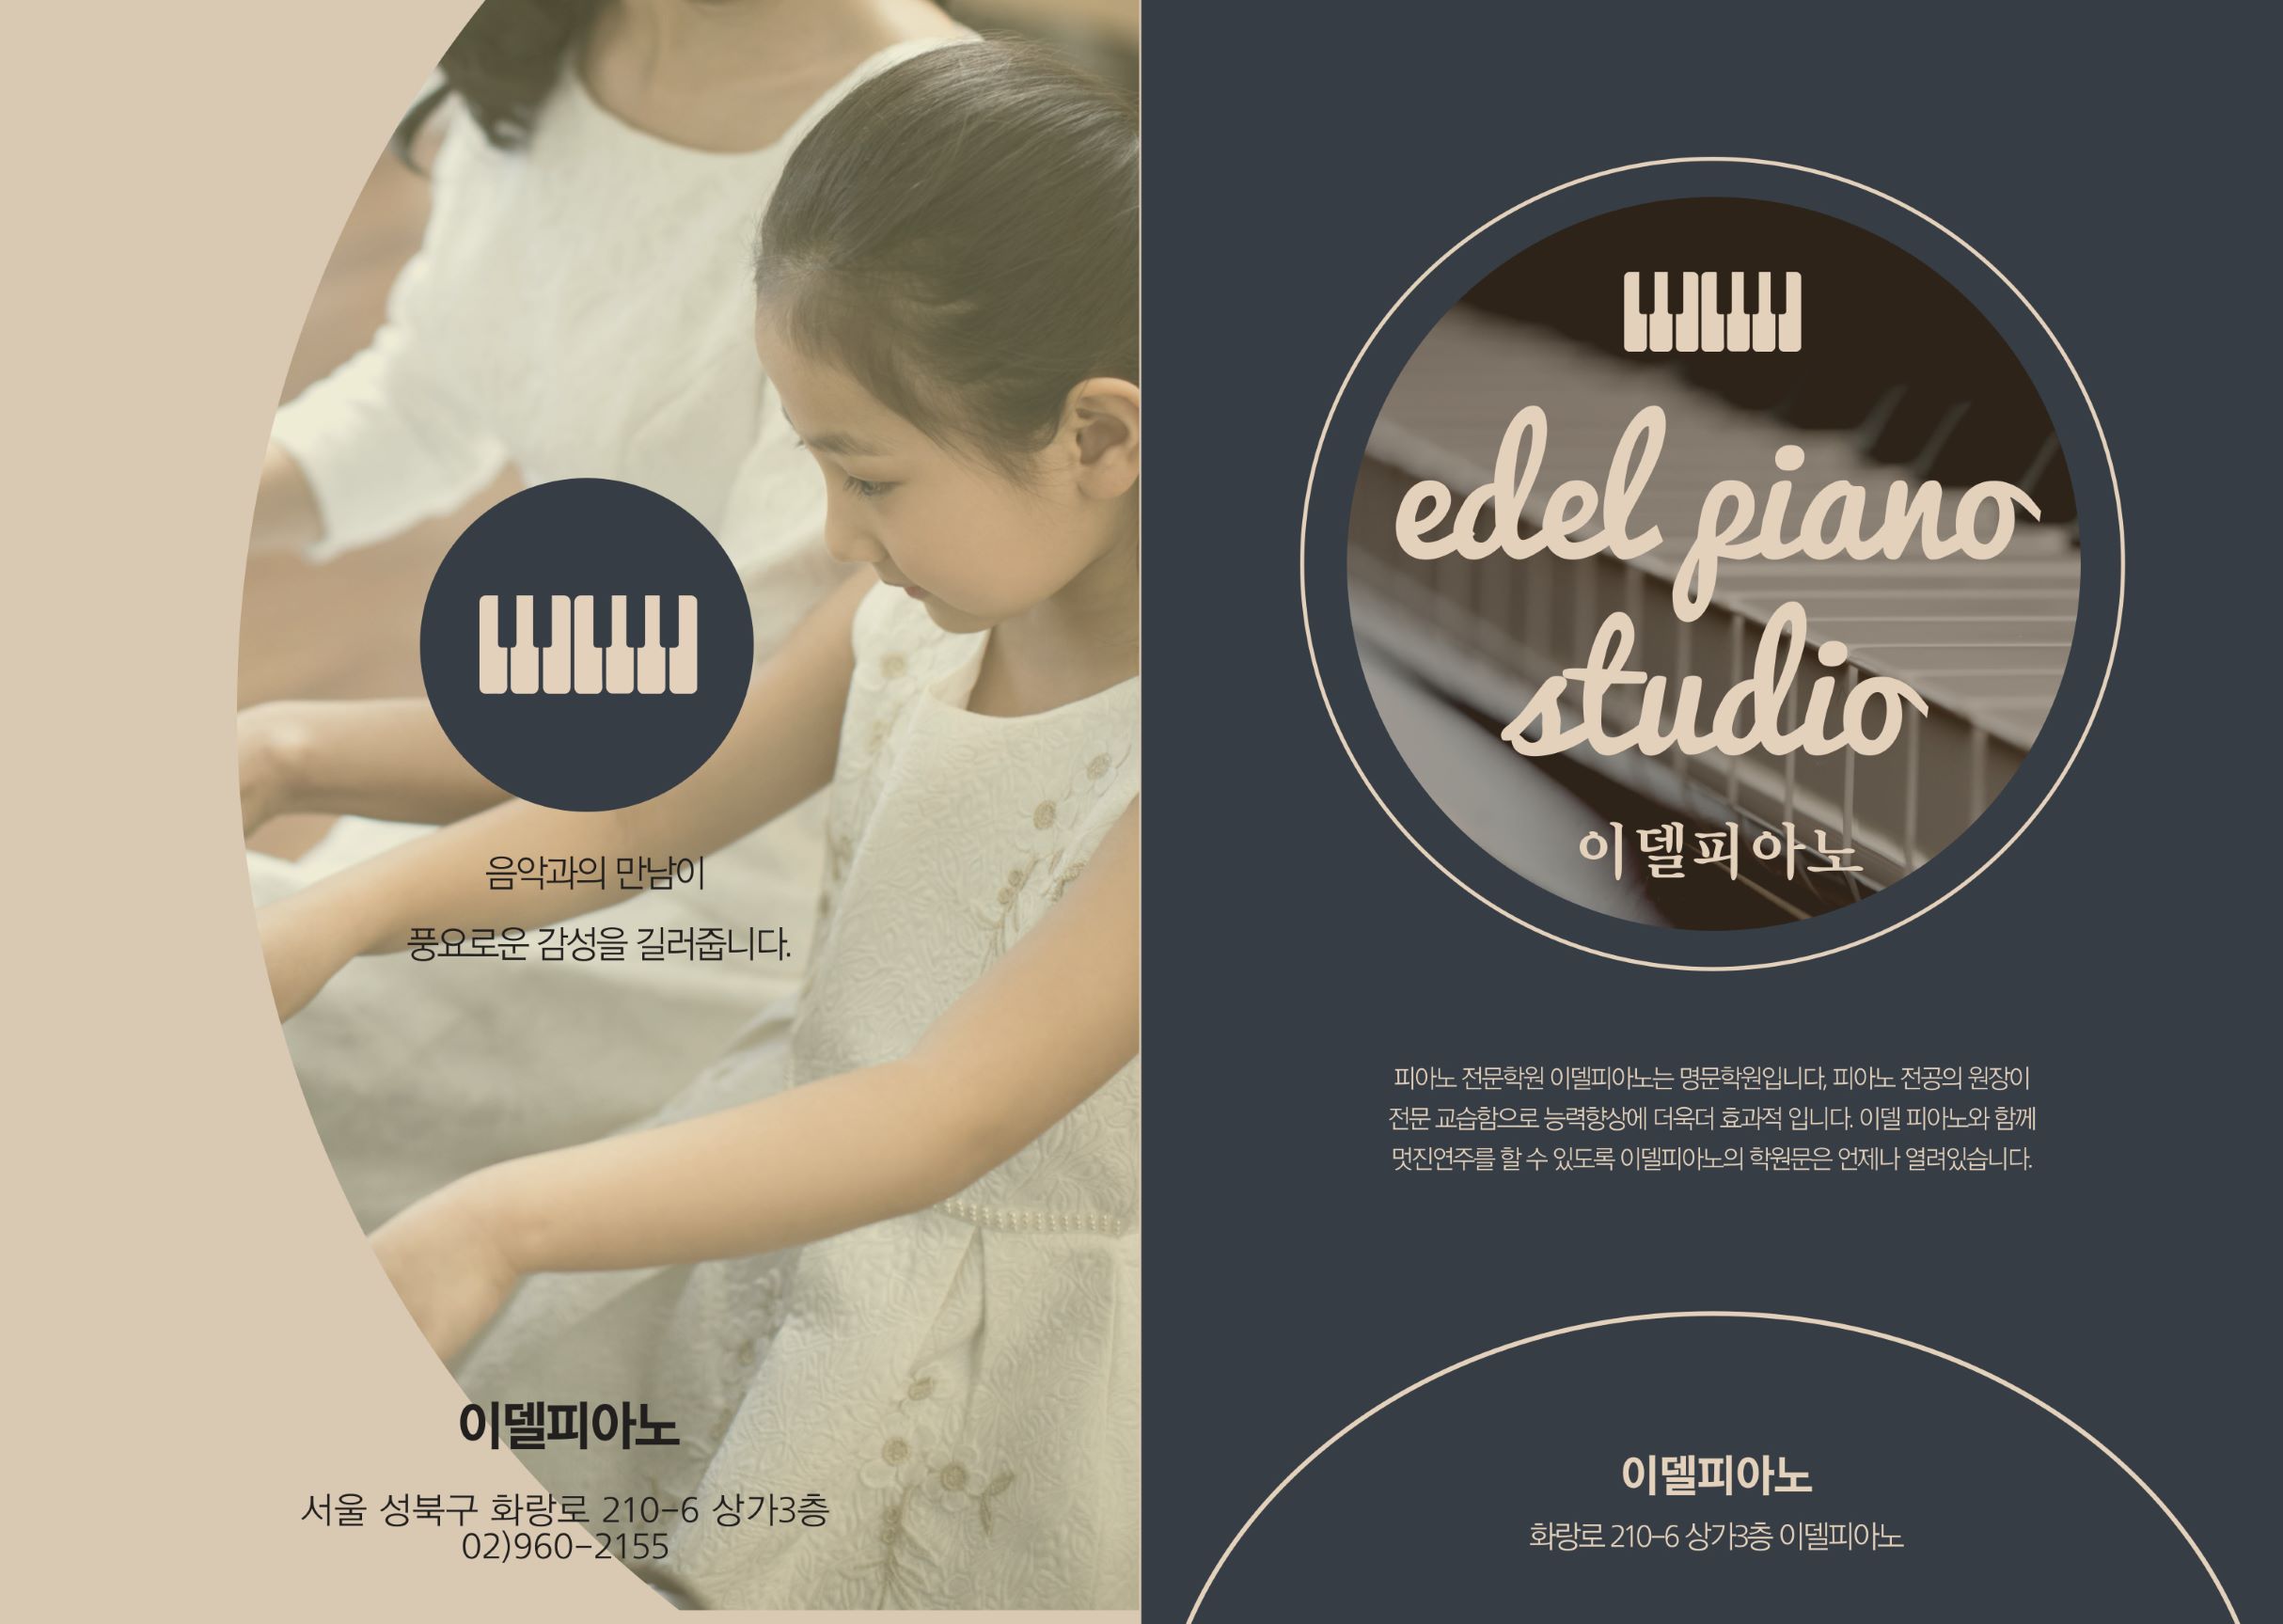 음악과의 만남이
풍요로운 감성을 길러줍니다.
이델피아노
서울 성북구 화랑로 210-6 상가3층
02)960-2155
edel piano
studio
이델피아노
피아노 전문학원 이델피아노는 명문학원입니다, 피아노 전공의 원장이
전문 교습함으로 능력향상에 더욱더 효과적 입니다. 이델 피아노와 함께
멋진연주를 할 수 있도록 이델피아노의 학원문은 언제나 열려있습니다.
이델피아노
화랑로 210-6 상가3층 이델피아노